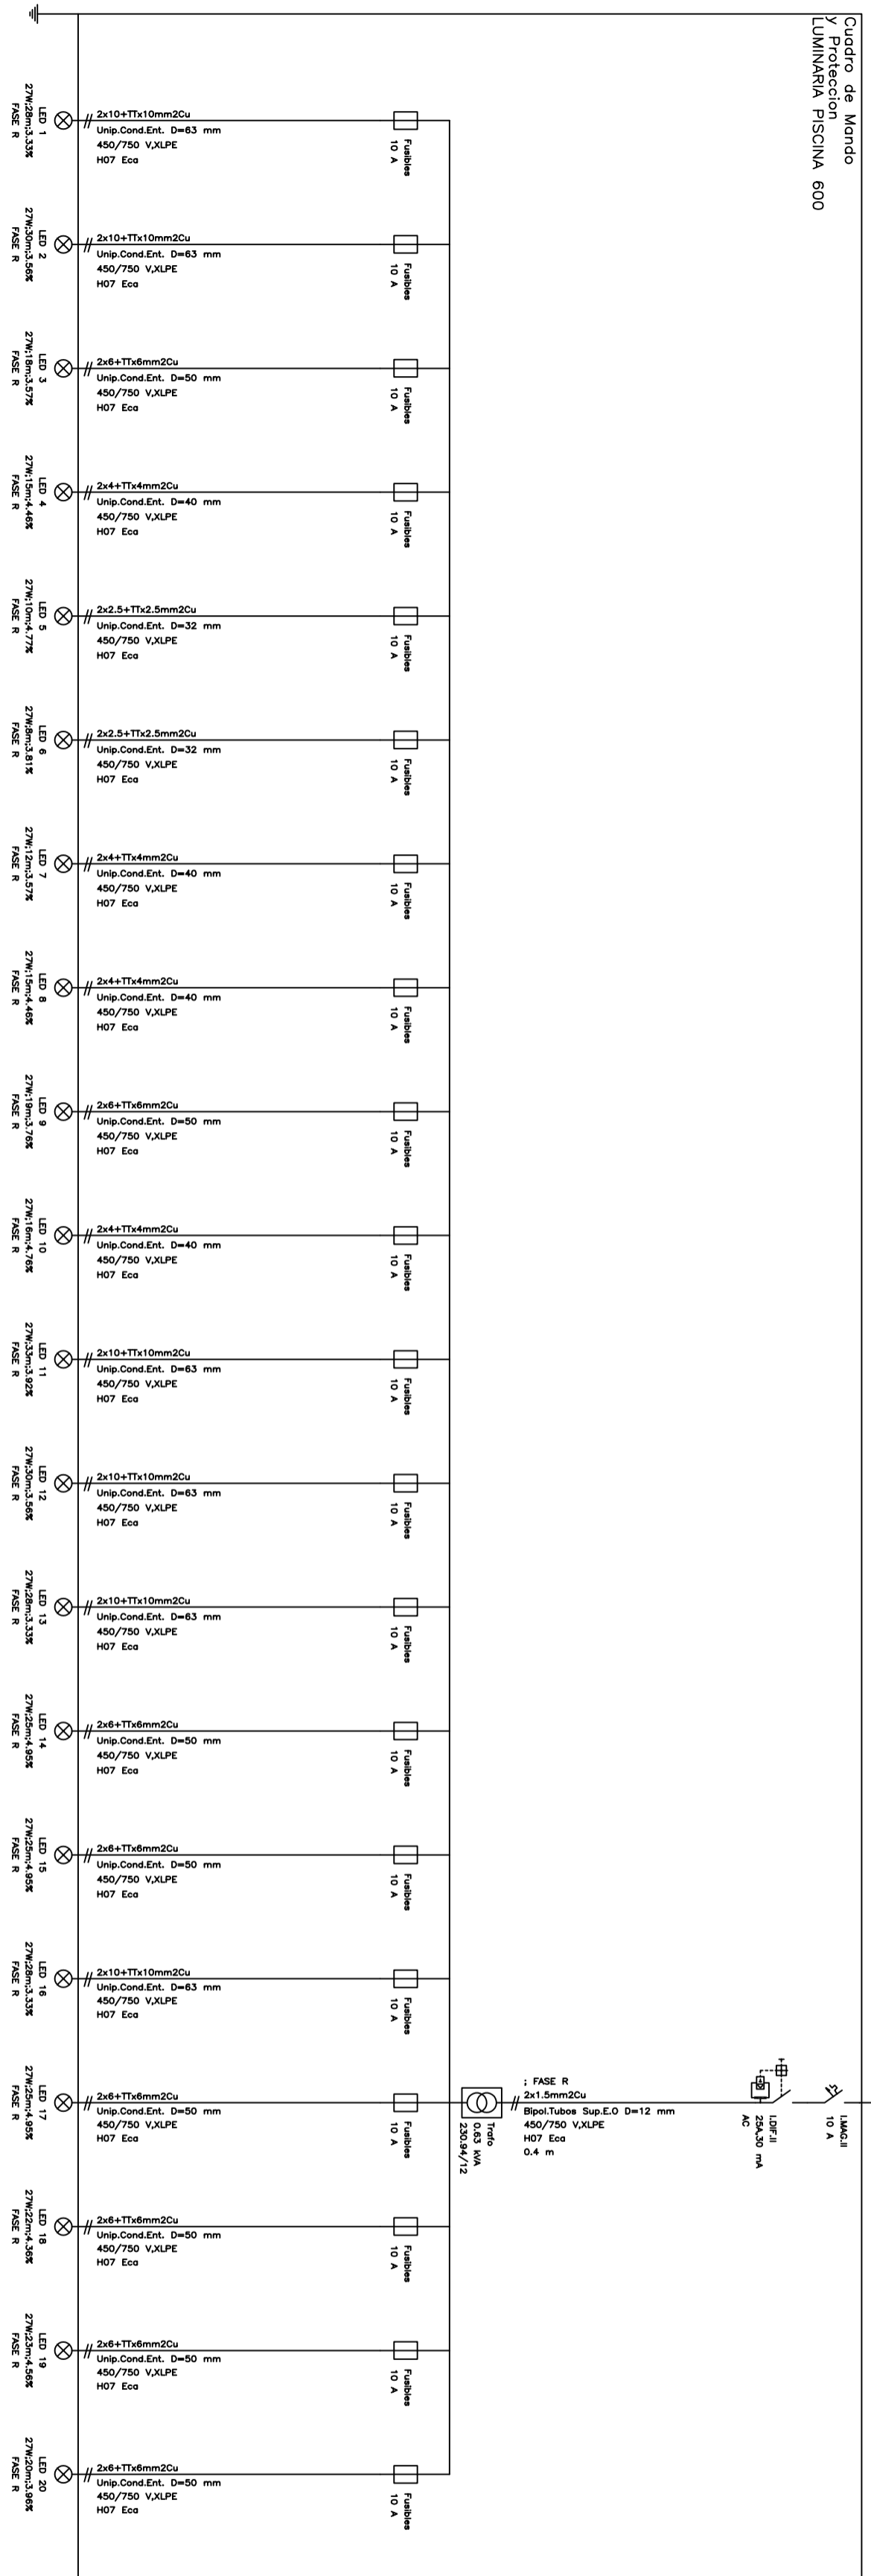 Cuadro de Mando
y Proteccion
LUMINARIA PISCINA 600
I.MAG.II
10 A
I.DIF.II
25A,30 mA
AC
; FASE R
2x1.5mm2Cu
Bipol.Tubos Sup.E.O D=12 mm
450/750 V,XLPE
H07 Eca
0.4 m
Trafo
0.63 kVA
230.94/12
Fusibles
10 A
2x10+TTx10mm2Cu
Unip.Cond.Ent. D=63 mm
450/750 V,XLPE
H07 Eca
LED 1
27W;28m;3.33%
FASE R
Fusibles
10 A
2x10+TTx10mm2Cu
Unip.Cond.Ent. D=63 mm
450/750 V,XLPE
H07 Eca
LED 2
27W;30m;3.56%
FASE R
Fusibles
10 A
2x6+TTx6mm2Cu
Unip.Cond.Ent. D=50 mm
450/750 V,XLPE
H07 Eca
LED 3
27W;18m;3.57%
FASE R
Fusibles
10 A
2x4+TTx4mm2Cu
Unip.Cond.Ent. D=40 mm
450/750 V,XLPE
H07 Eca
LED 4
27W;15m;4.46%
FASE R
Fusibles
10 A
2x2.5+TTx2.5mm2Cu
Unip.Cond.Ent. D=32 mm
450/750 V,XLPE
H07 Eca
LED 5
27W;10m;4.77%
FASE R
Fusibles
10 A
2x2.5+TTx2.5mm2Cu
Unip.Cond.Ent. D=32 mm
450/750 V,XLPE
H07 Eca
LED 6
27W;8m;3.81%
FASE R
Fusibles
10 A
2x4+TTx4mm2Cu
Unip.Cond.Ent. D=40 mm
450/750 V,XLPE
H07 Eca
LED 7
27W;12m;3.57%
FASE R
Fusibles
10 A
2x4+TTx4mm2Cu
Unip.Cond.Ent. D=40 mm
450/750 V,XLPE
H07 Eca
LED 8
27W;15m;4.46%
FASE R
Fusibles
10 A
2x6+TTx6mm2Cu
Unip.Cond.Ent. D=50 mm
450/750 V,XLPE
H07 Eca
LED 9
27W;19m;3.76%
FASE R
Fusibles
10 A
2x4+TTx4mm2Cu
Unip.Cond.Ent. D=40 mm
450/750 V,XLPE
H07 Eca
LED 10
27W;16m;4.76%
FASE R
Fusibles
10 A
2x10+TTx10mm2Cu
Unip.Cond.Ent. D=63 mm
450/750 V,XLPE
H07 Eca
LED 11
27W;33m;3.92%
FASE R
Fusibles
10 A
2x10+TTx10mm2Cu
Unip.Cond.Ent. D=63 mm
450/750 V,XLPE
H07 Eca
LED 12
27W;30m;3.56%
FASE R
Fusibles
10 A
2x10+TTx10mm2Cu
Unip.Cond.Ent. D=63 mm
450/750 V,XLPE
H07 Eca
LED 13
27W;28m;3.33%
FASE R
Fusibles
10 A
2x6+TTx6mm2Cu
Unip.Cond.Ent. D=50 mm
450/750 V,XLPE
H07 Eca
LED 14
27W;25m;4.95%
FASE R
Fusibles
10 A
2x6+TTx6mm2Cu
Unip.Cond.Ent. D=50 mm
450/750 V,XLPE
H07 Eca
LED 15
27W;25m;4.95%
FASE R
Fusibles
10 A
2x10+TTx10mm2Cu
Unip.Cond.Ent. D=63 mm
450/750 V,XLPE
H07 Eca
LED 16
27W;28m;3.33%
FASE R
Fusibles
10 A
2x6+TTx6mm2Cu
Unip.Cond.Ent. D=50 mm
450/750 V,XLPE
H07 Eca
LED 17
27W;25m;4.95%
FASE R
Fusibles
10 A
2x6+TTx6mm2Cu
Unip.Cond.Ent. D=50 mm
450/750 V,XLPE
H07 Eca
LED 18
27W;22m;4.36%
FASE R
Fusibles
10 A
2x6+TTx6mm2Cu
Unip.Cond.Ent. D=50 mm
450/750 V,XLPE
H07 Eca
LED 19
27W;23m;4.56%
FASE R
Fusibles
10 A
2x6+TTx6mm2Cu
Unip.Cond.Ent. D=50 mm
450/750 V,XLPE
H07 Eca
LED 20
27W;20m;3.96%
FASE R